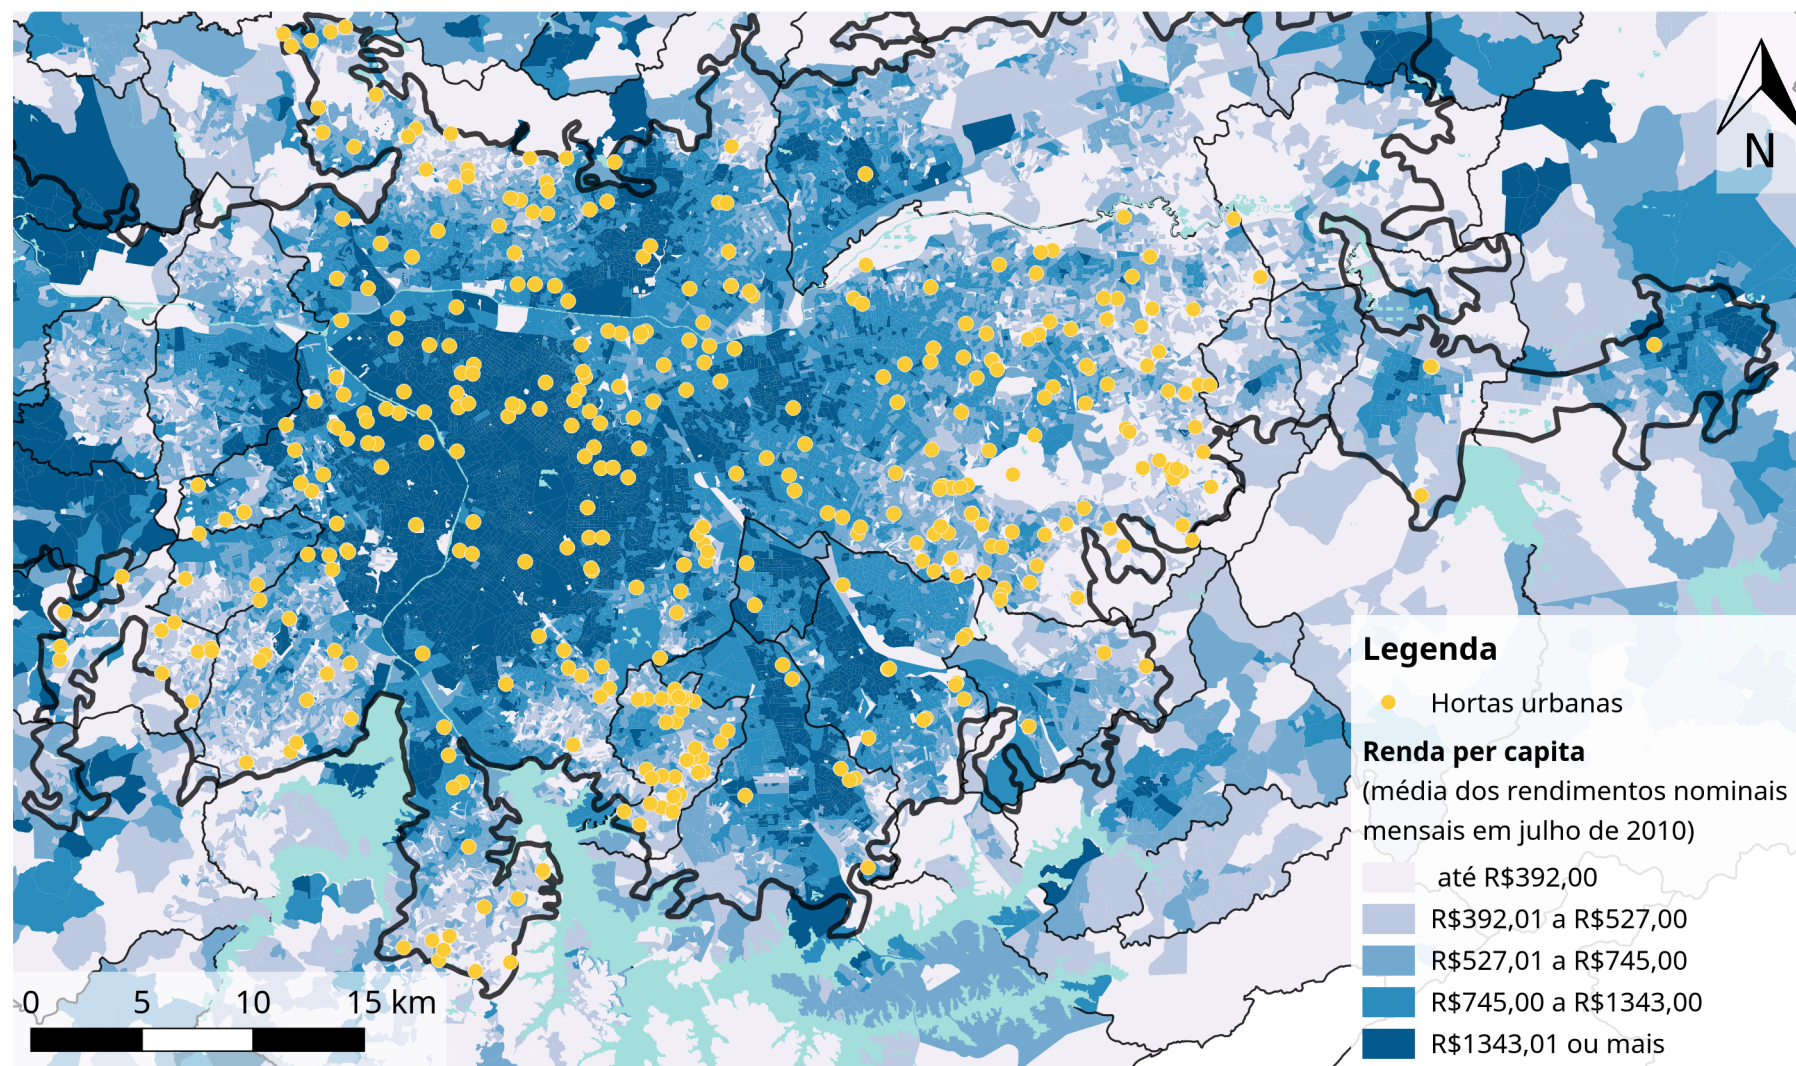 N
Legenda
Hortas urbanas
Renda per capita
(média dos rendimentos nominais
mensais em julho de 2010)
até R$392,00
R$392,01 a R$527,00
R$527,01 a R$745,00
R$745,00 a R$1343,00
R$1343,01 ou mais
0 5 10 15 km